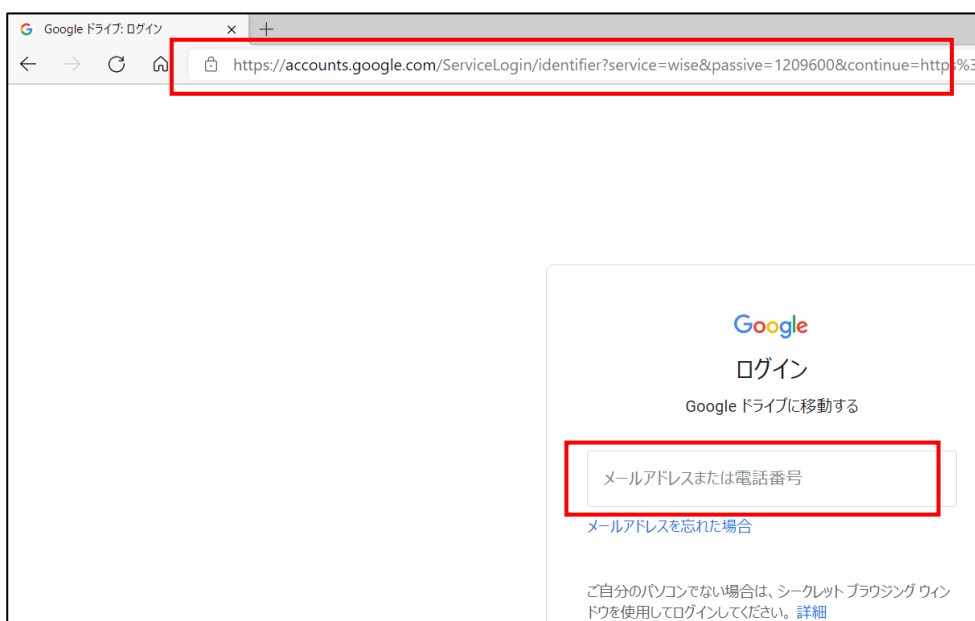 Google ドライブ: ログイン
https://accounts.google.com/ServiceLogin/identifier?service=wise&passive=1209600&continue=https%3
Google
ログイン
Google ドライブに移動する
メールアドレスまたは電話番号
メールアドレスを忘れた場合
ご自分のパソコンでない場合は、シークレット ブラウジング ウィン
ドウを使用してログインしてください。詳細